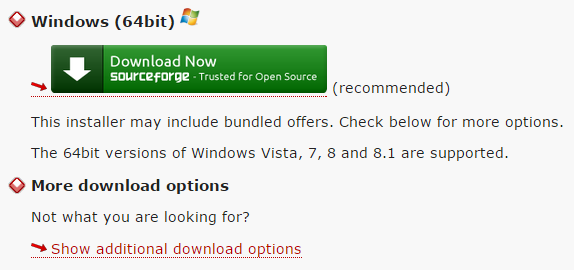 Windows (64bit)
Download Now
sourceforge - Trusted for Open Source
(recommended)
This installer may include bundled offers. Check below for more options.
The 64bit versions of Windows Vista, 7, 8 and 8.1 are supported.
More download options
Not what you are looking for?
Show additional download options